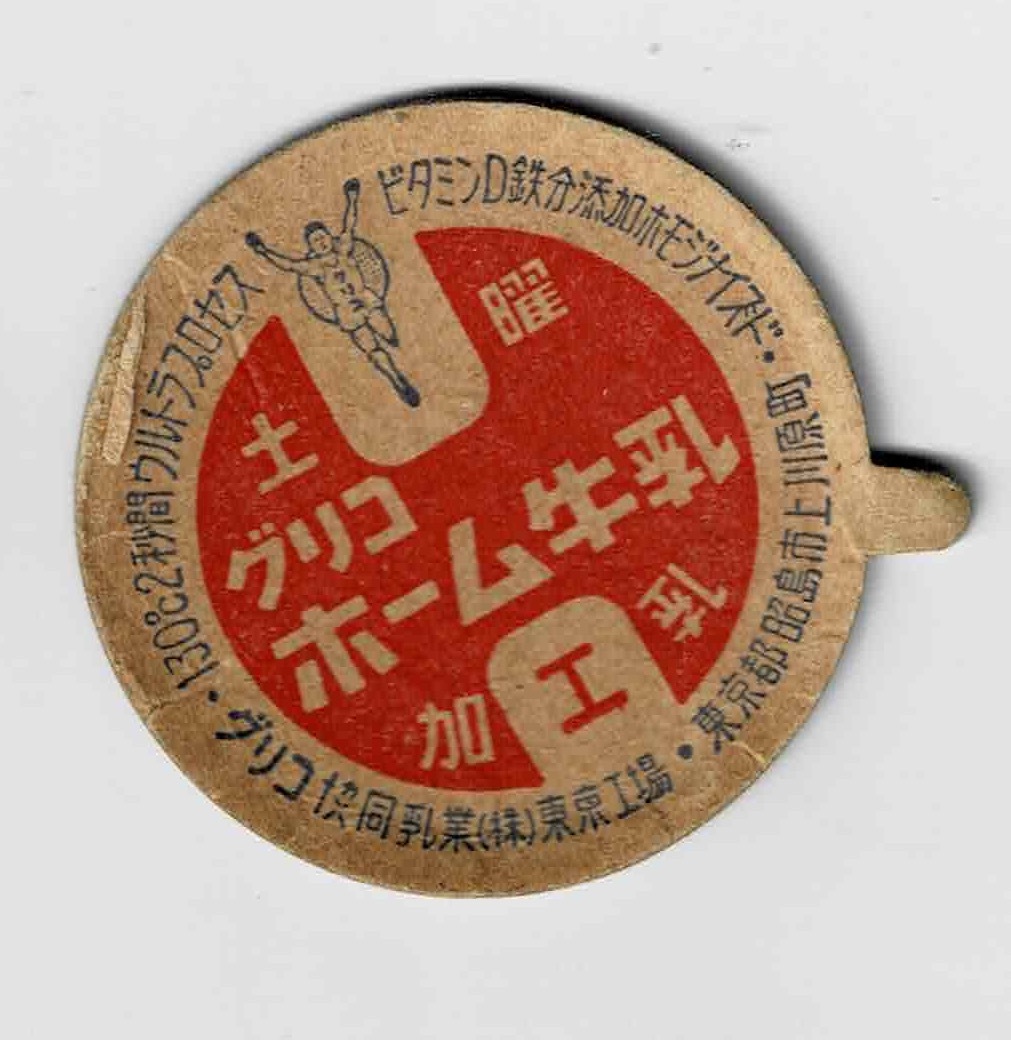 土曜
グリコ
ホーム牛乳
加工乳
ビタミンD鉄分添加ホモジナイズド・東京都昭島市上川原町・グリコ協同乳業(株)東京工場・130℃2秒間ウルトラプロセス